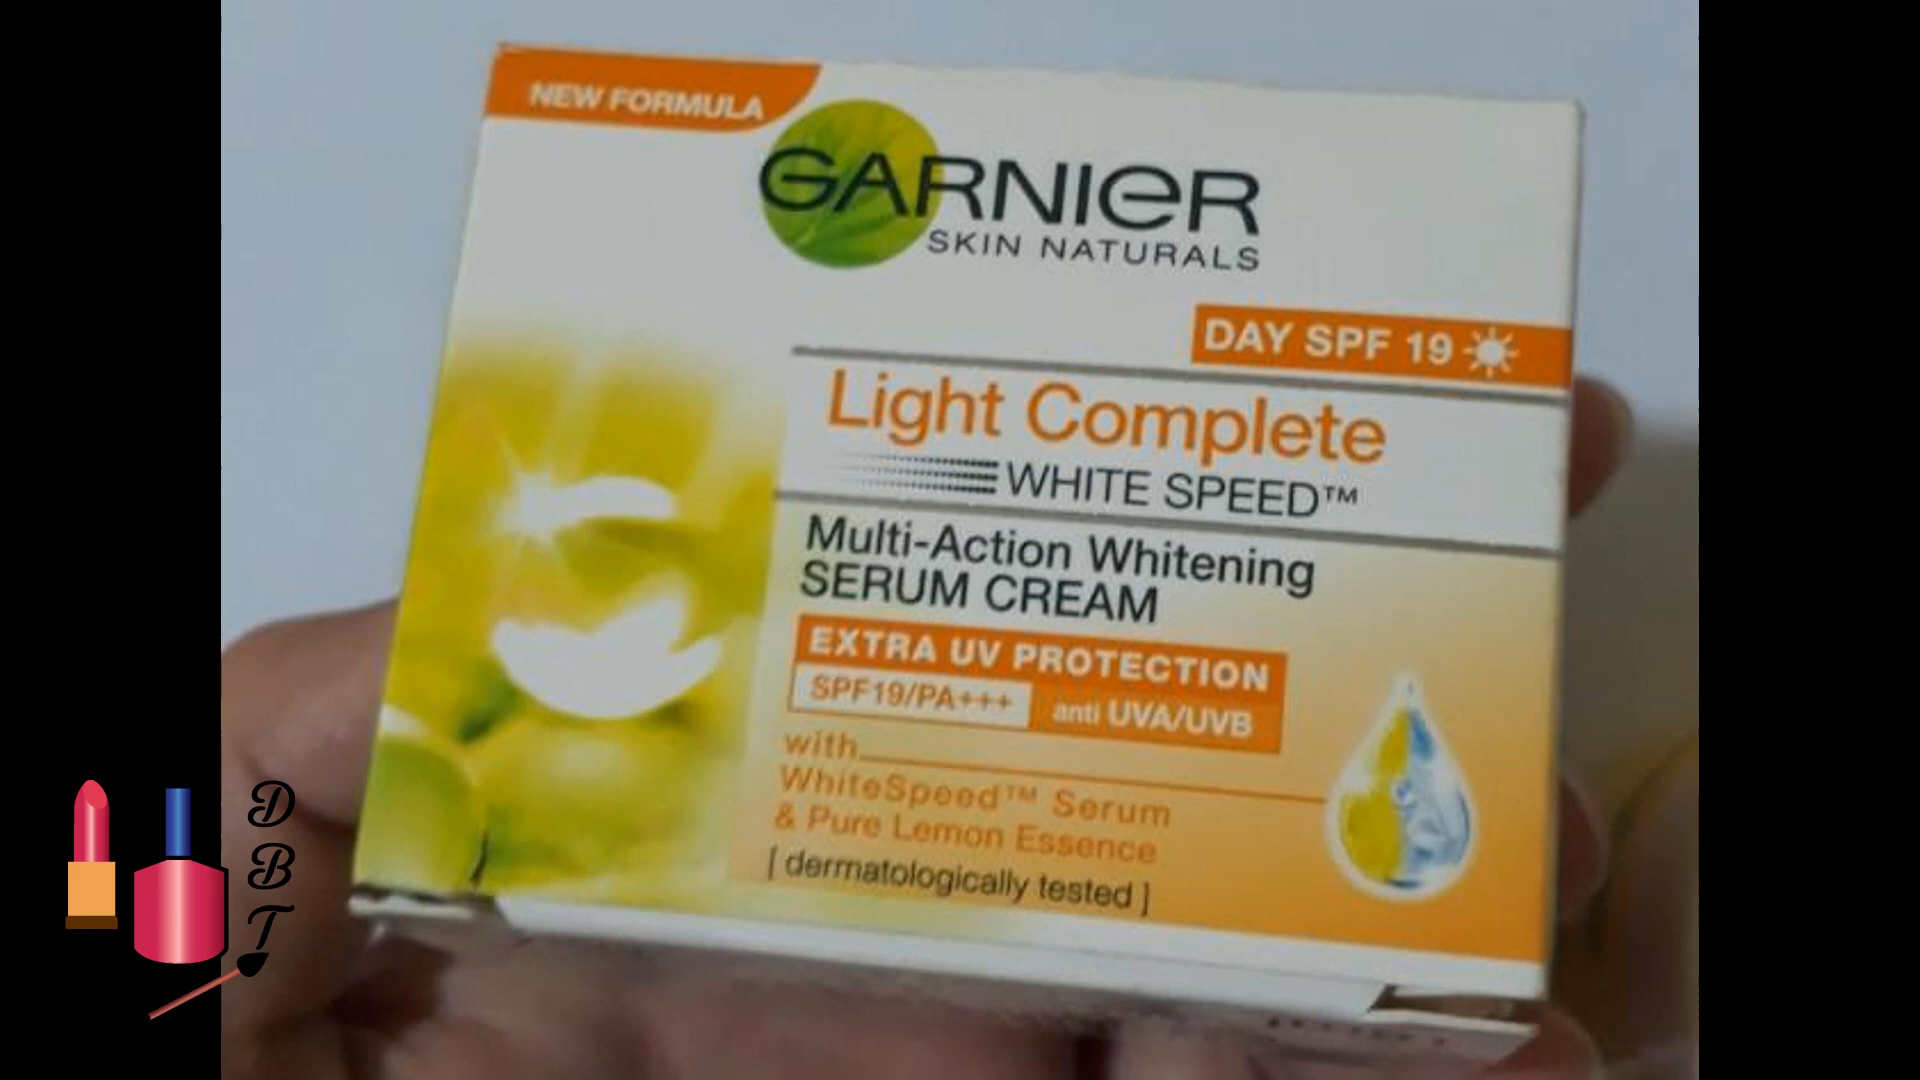 NEW FORMULA
GARNIER
SKIN NATURALS
DAY SPF 19
Light Complete
WHITE SPEED™
Multi-Action Whitening
SERUM CREAM
EXTRA UV PROTECTION
SPF19/PA+++ anti UVA/UVB
with
WhiteSpeed™ Serum
& Pure Lemon Essence
[ dermatologically tested ]
D
B
T